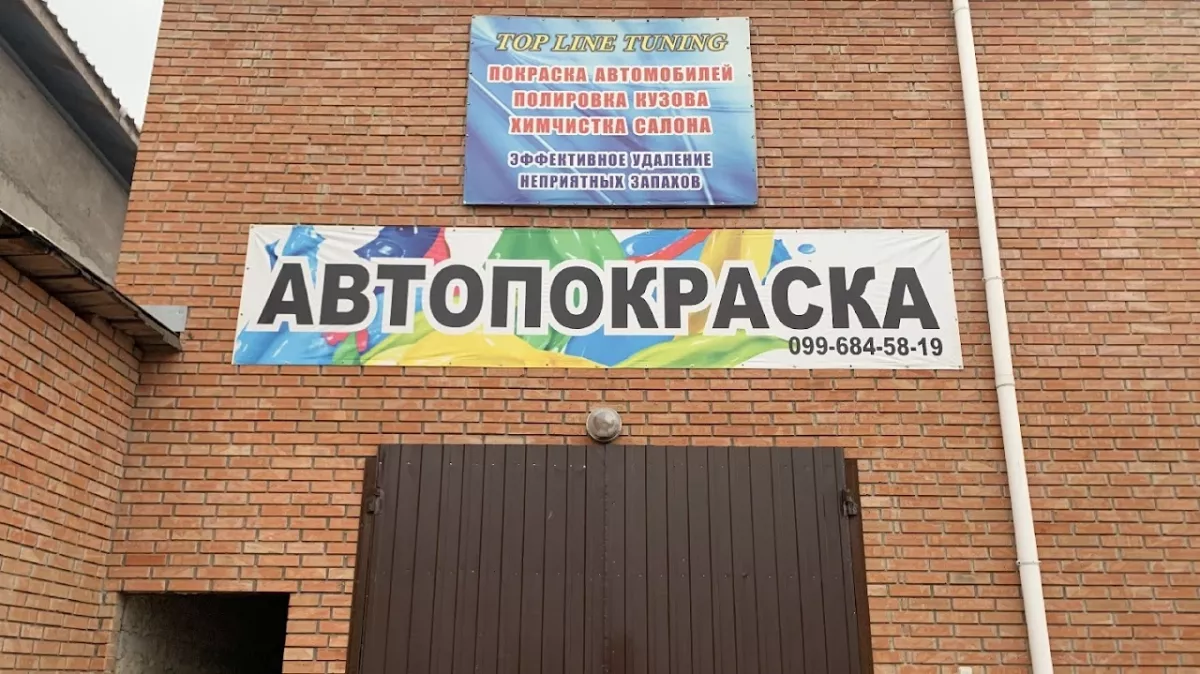 TOP LINE TUNING
ПОКРАСКА АВТОМОБИЛЕЙ
ПОЛИРОВКА КУЗОВА
ХИМЧИСТКА САЛОНА
ЭФФЕКТИВНОЕ УДАЛЕНИЕ
НЕПРИЯТНЫХ ЗАПАХОВ
АВТОПОКРАСКА
099-684-58-19